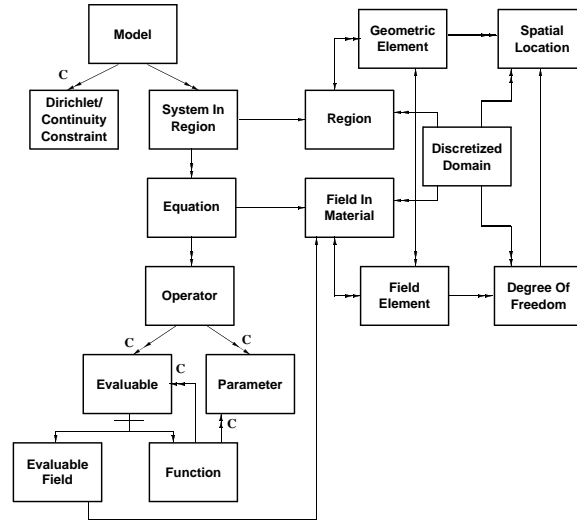 Model
Geometric
Element
Spatial
Location
C
Dirichlet/
Continuity
Constraint
System In
Region
Region
Discretized
Domain
Equation
Field In
Material
Operator
Field
Element
Degree Of
Freedom
C
C
Evaluable
C
Parameter
C
Evaluable
Field
Function